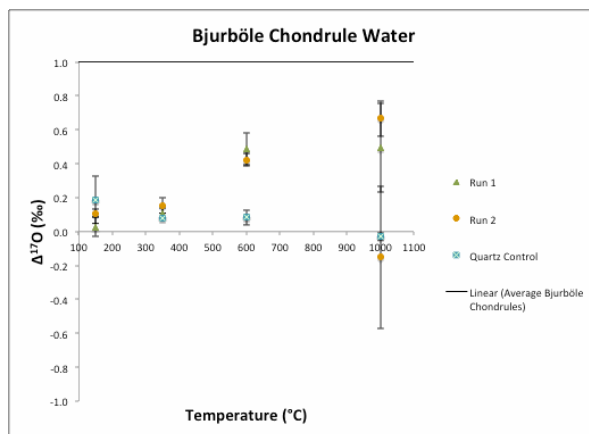 Bjurböle Chondrule Water
1.0
0.8
0.6
0.4
0.2
0.0
-0.2
-0.4
-0.6
-0.8
-1.0
100 200 300 400 500 600 700 800 900 1000 1100
Δ¹⁷O (‰)
Temperature (°C)
Run 1
Run 2
Quartz Control
Linear (Average Bjurböle
Chondrules)